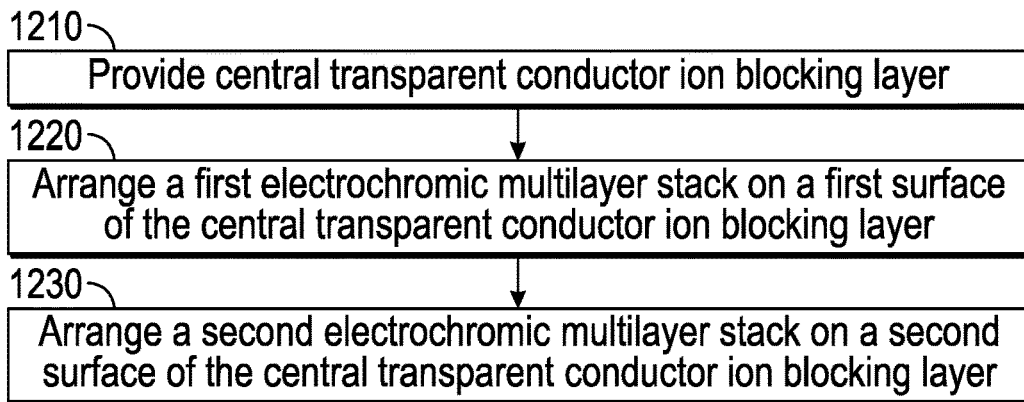 1210
Provide central transparent conductor ion blocking layer
1220
Arrange a first electrochromic multilayer stack on a first surface
of the central transparent conductor ion blocking layer
1230
Arrange a second electrochromic multilayer stack on a second
surface of the central transparent conductor ion blocking layer